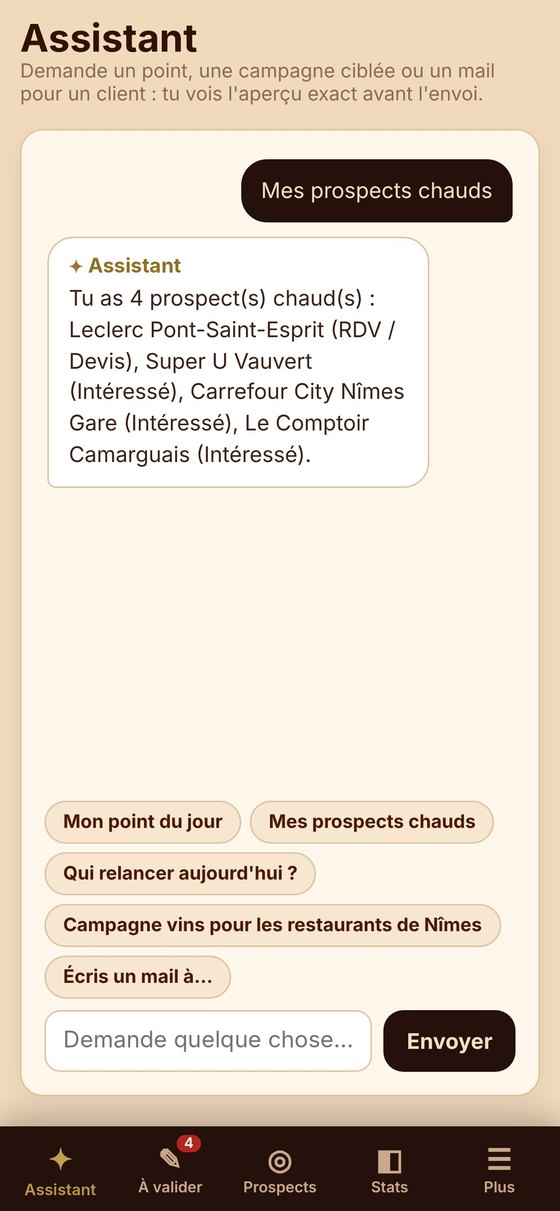 Assistant
Demande un point, une campagne ciblée ou un mail
pour un client : tu vois l'aperçu exact avant l'envoi.
Mes prospects chauds
✦ Assistant
Tu as 4 prospect(s) chaud(s) :
Leclerc Pont-Saint-Esprit (RDV /
Devis), Super U Vauvert
(Intéressé), Carrefour City Nîmes
Gare (Intéressé), Le Comptoir
Camarguais (Intéressé).
Mon point du jour
Mes prospects chauds
Qui relancer aujourd'hui ?
Campagne vins pour les restaurants de Nîmes
Écris un mail à...
Demande quelque chose...
Envoyer
4
Assistant
À valider
Prospects
Stats
Plus